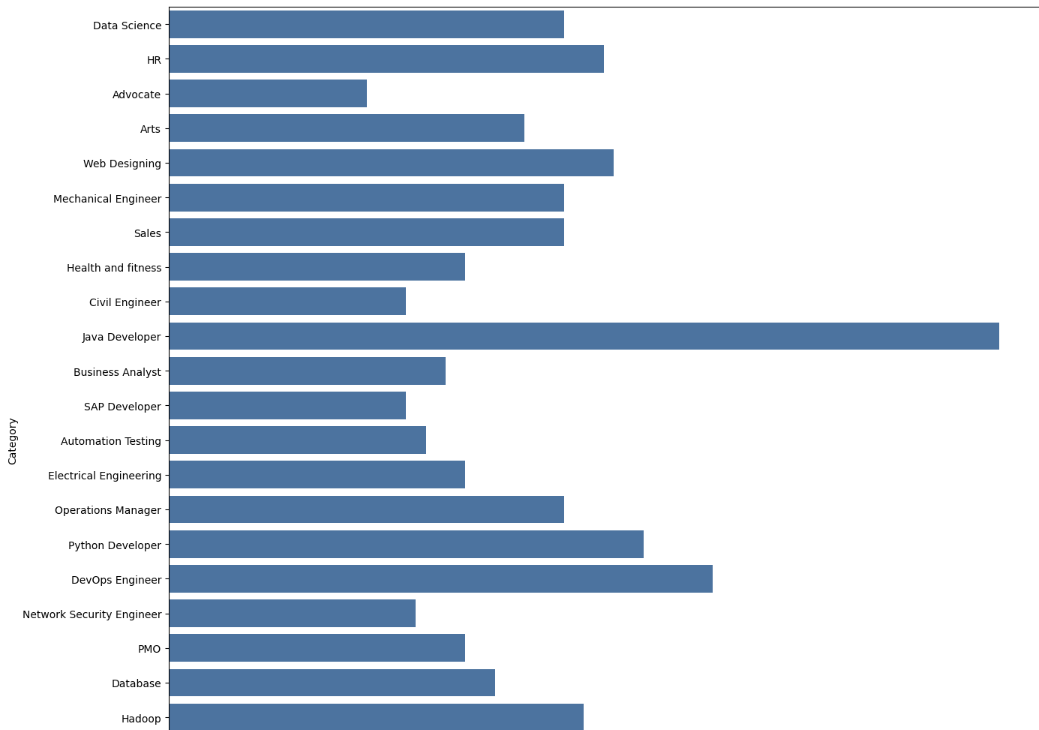 Data Science
HR
Advocate
Arts
Web Designing
Mechanical Engineer
Sales
Health and fitness
Civil Engineer
Java Developer
Business Analyst
SAP Developer
Automation Testing
Electrical Engineering
Operations Manager
Python Developer
DevOps Engineer
Network Security Engineer
PMO
Database
Hadoop
Category